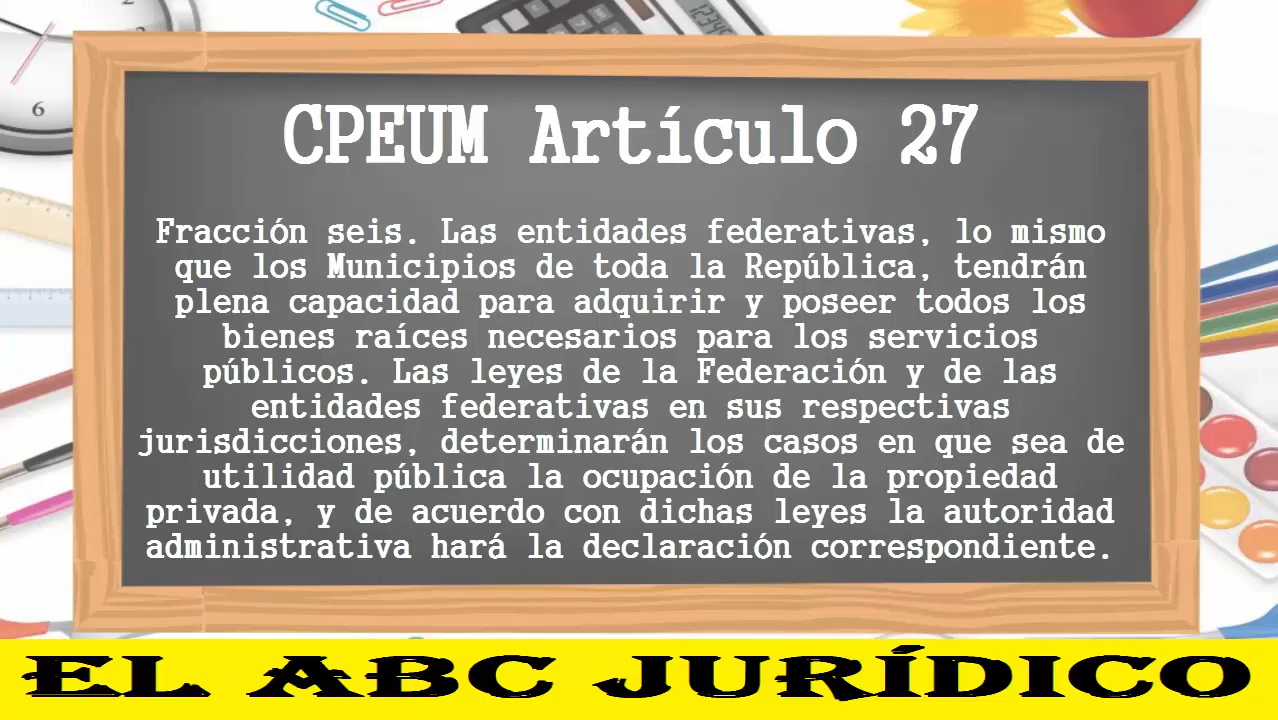 CPEUM Artículo 27
Fracción seis. Las entidades federativas, lo mismo
que los Municipios de toda la República, tendrán
plena capacidad para adquirir y poseer todos los
bienes raíces necesarios para los servicios
públicos. Las leyes de la Federación y de las
entidades federativas en sus respectivas
jurisdicciones, determinarán los casos en que sea de
utilidad pública la ocupación de la propiedad
privada, y de acuerdo con dichas leyes la autoridad
administrativa hará la declaración correspondiente.
EL ABC JURÍDICO
6